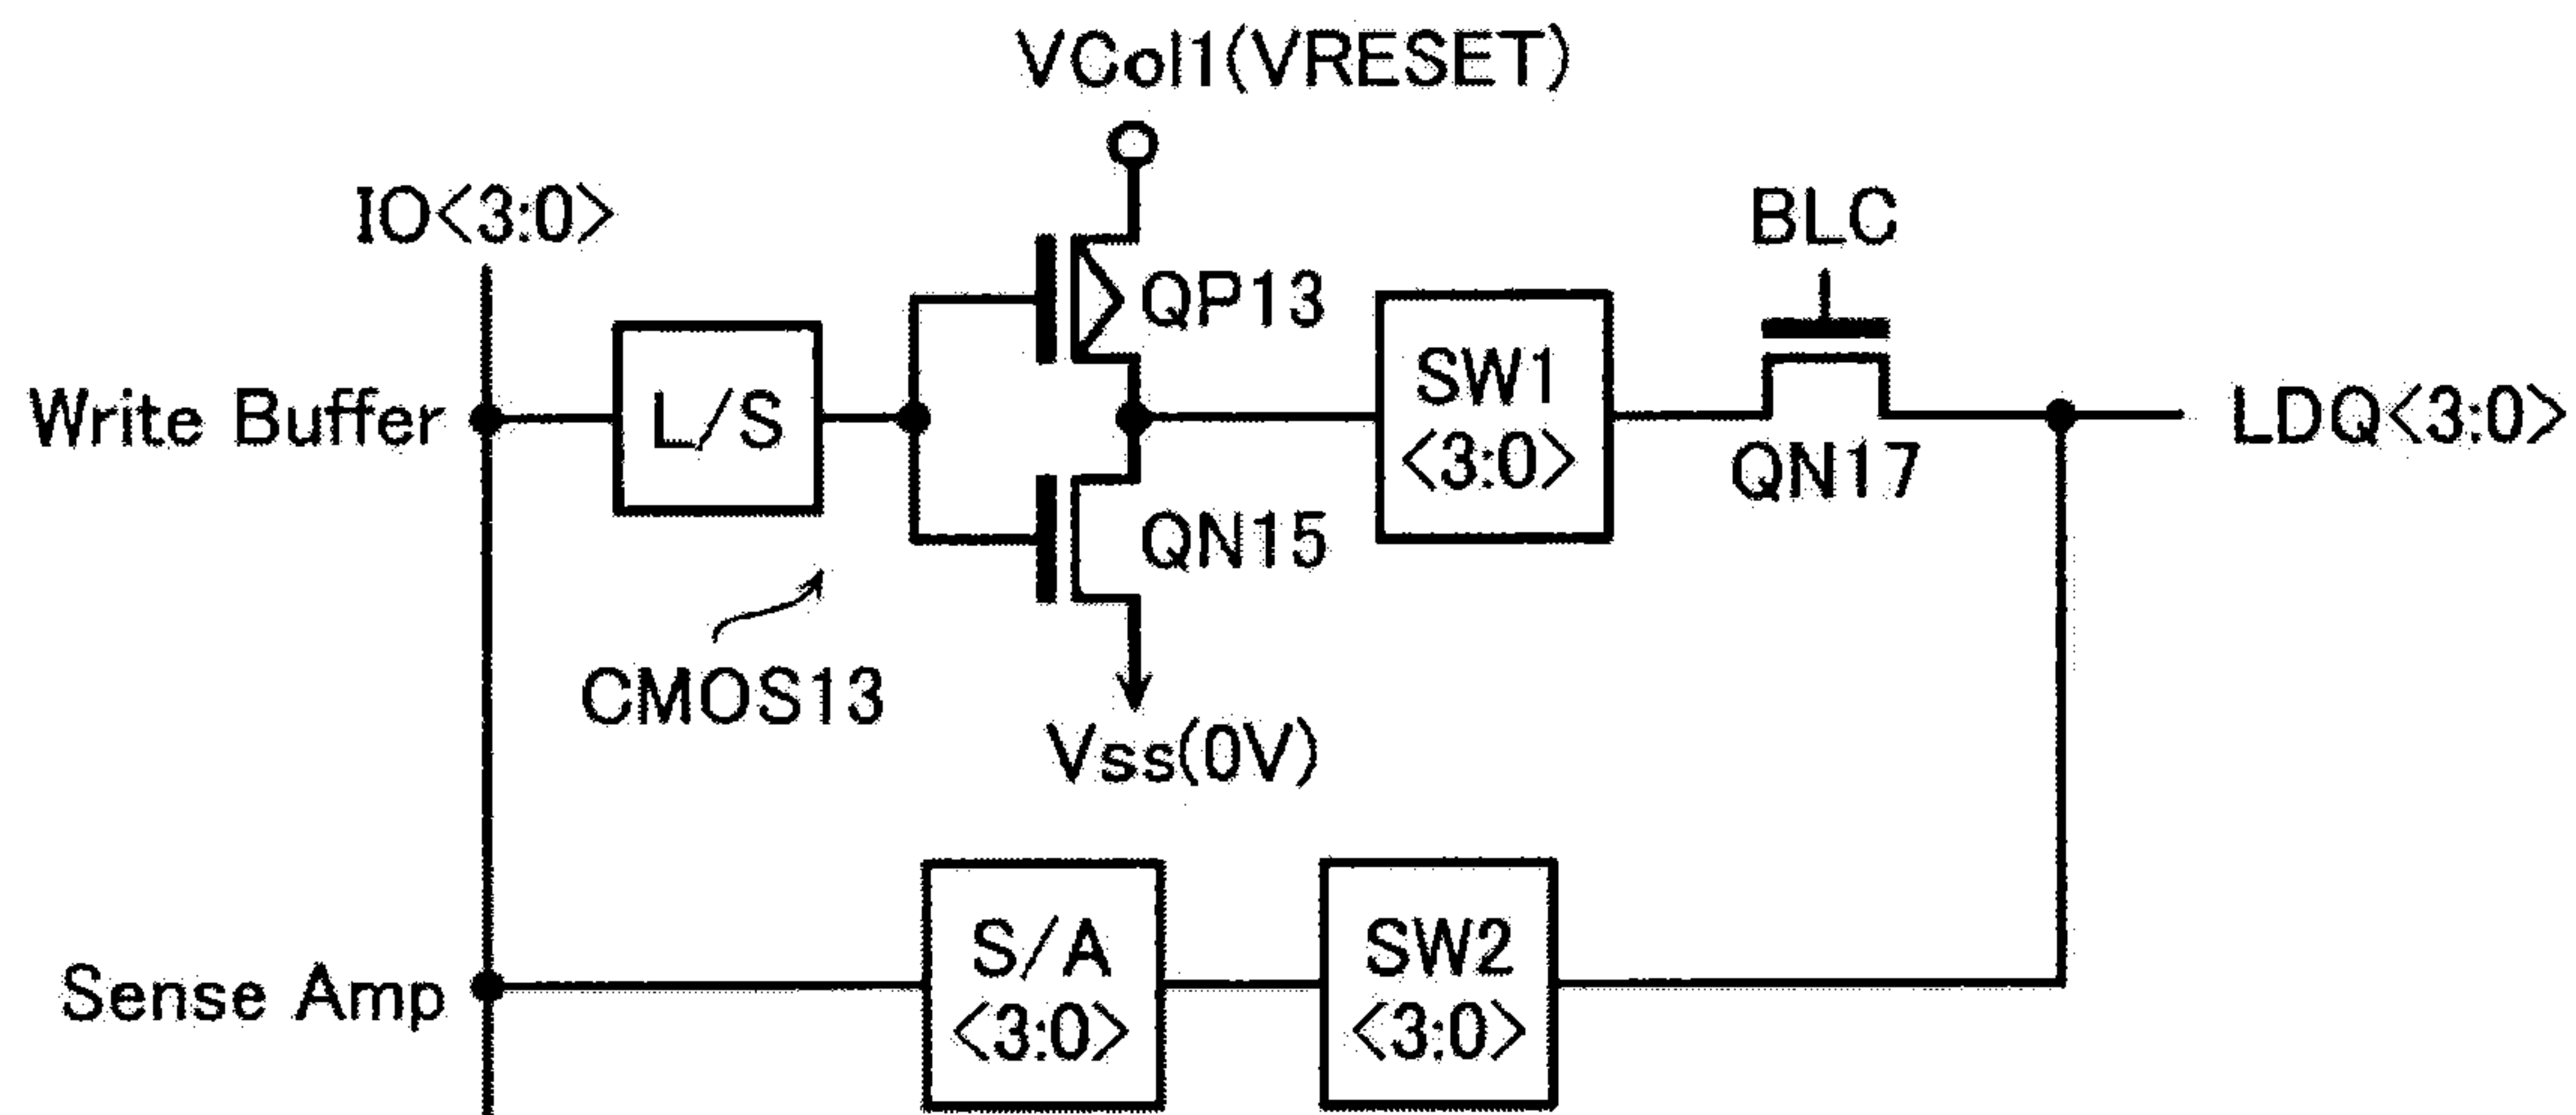 VCol1(VRESET)
IO<3:0>
BLC
QP13
Write Buffer
L/S
SW1
<3:0>
LDQ<3:0>
QN17
QN15
CMOS13
Vss(0V)
Sense Amp
S/A
<3:0>
SW2
<3:0>